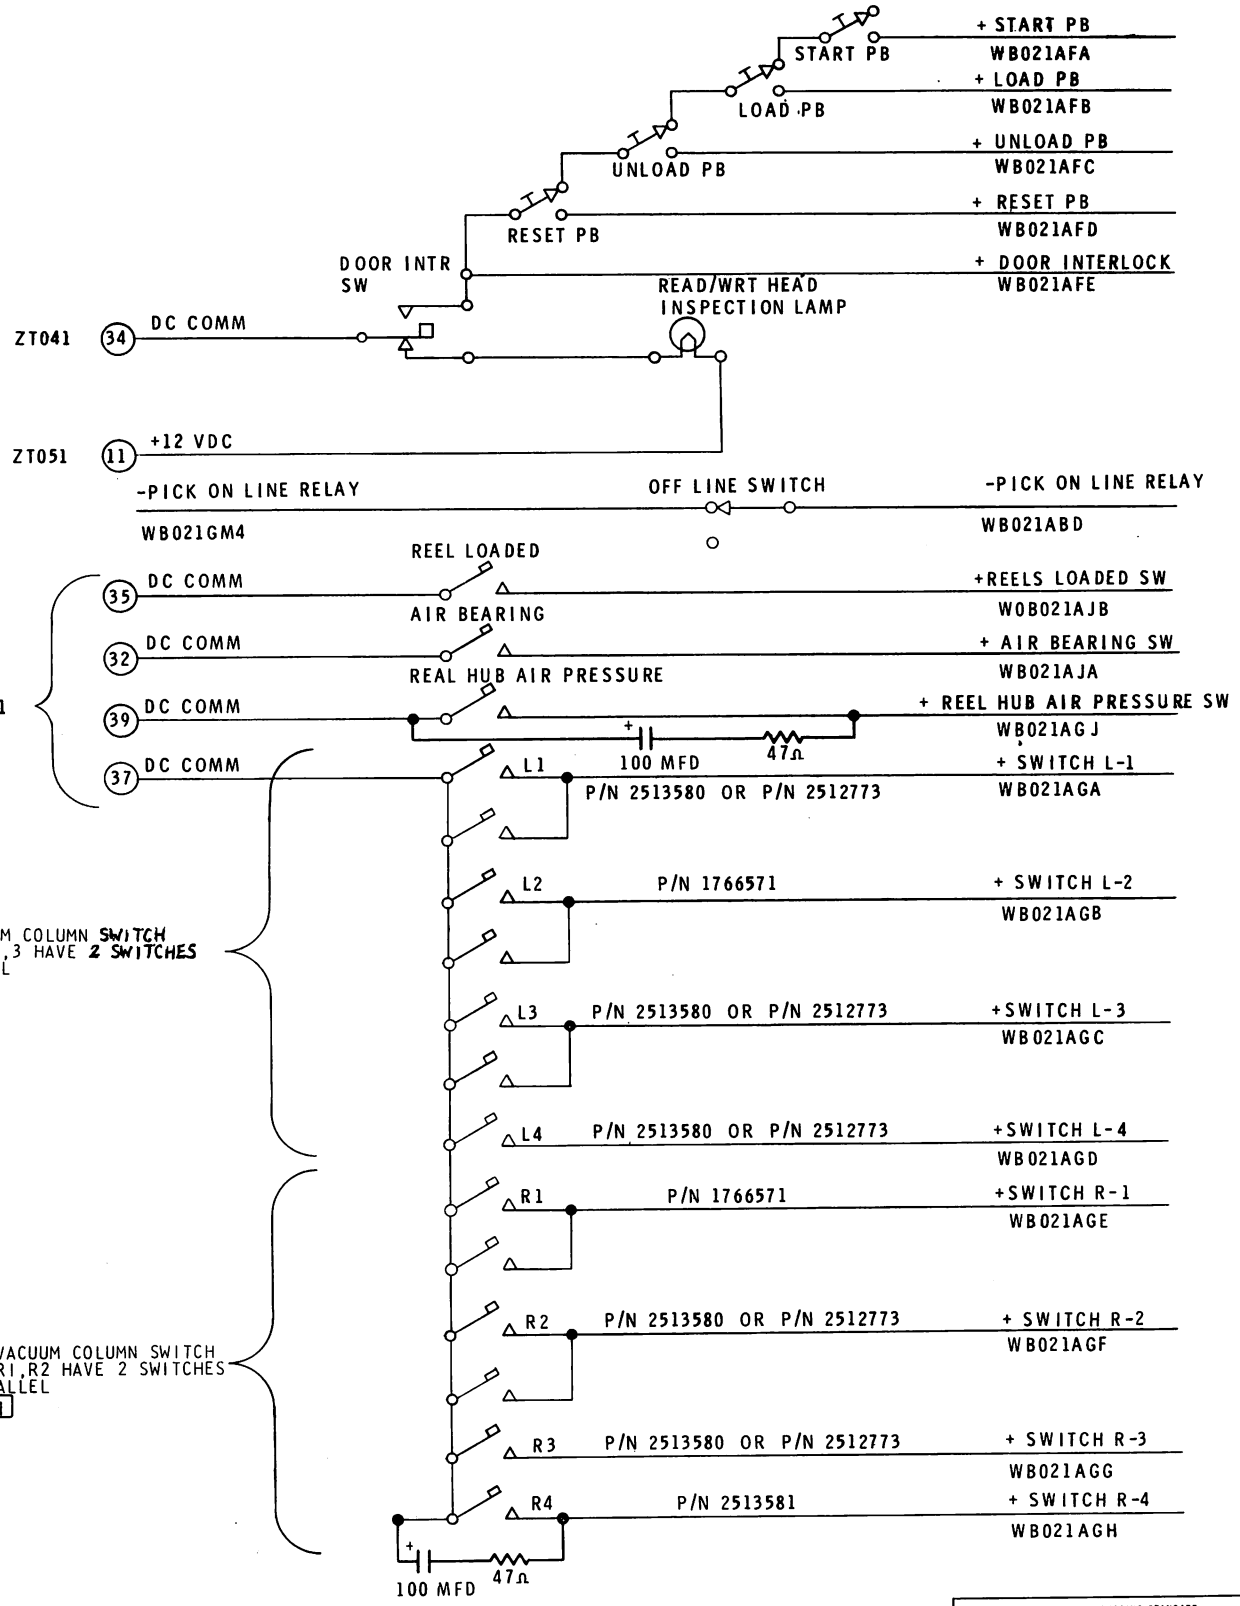 + START PB
START PB
WB021AFA
+ LOAD PB
LOAD PB
WB021AFB
+ UNLOAD PB
UNLOAD PB
WB021AFC
+ RESET PB
RESET PB
WB021AFD
DOOR INTR
SW
+ DOOR INTERLOCK
WB021AFE
READ/WRT HEAD
INSPECTION LAMP
ZT041 34 DC COMM
ZT051 11 +12 VDC
-PICK ON LINE RELAY OFF LINE SWITCH -PICK ON LINE RELAY
WB021GM4 WB021ABD
REEL LOADED
35 DC COMM +REELS LOADED SW
W0B021AJB
AIR BEARING
32 DC COMM + AIR BEARING SW
WB021AJA
REAL HUB AIR PRESSURE
1 39 DC COMM + REEL HUB AIR PRESSURE SW
WB021AGJ
+
100 MFD 47Ω
37 DC COMM L1 + SWITCH L-1
P/N 2513580 OR P/N 2512773 WB021AGA
L2 P/N 1766571 + SWITCH L-2
WB021AGB
M COLUMN SWITCH
,3 HAVE 2 SWITCHES
L
L3 P/N 2513580 OR P/N 2512773 +SWITCH L-3
WB021AGC
L4 P/N 2513580 OR P/N 2512773 +SWITCH L-4
WB021AGD
R1 P/N 1766571 +SWITCH R-1
WB021AGE
R2 P/N 2513580 OR P/N 2512773 + SWITCH R-2
WB021AGF
VACUUM COLUMN SWITCH
R1,R2 HAVE 2 SWITCHES
ALLEL
R3 P/N 2513580 OR P/N 2512773 + SWITCH R-3
WB021AGG
R4 P/N 2513581 + SWITCH R-4
WB021AGH
+
100 MFD 47Ω